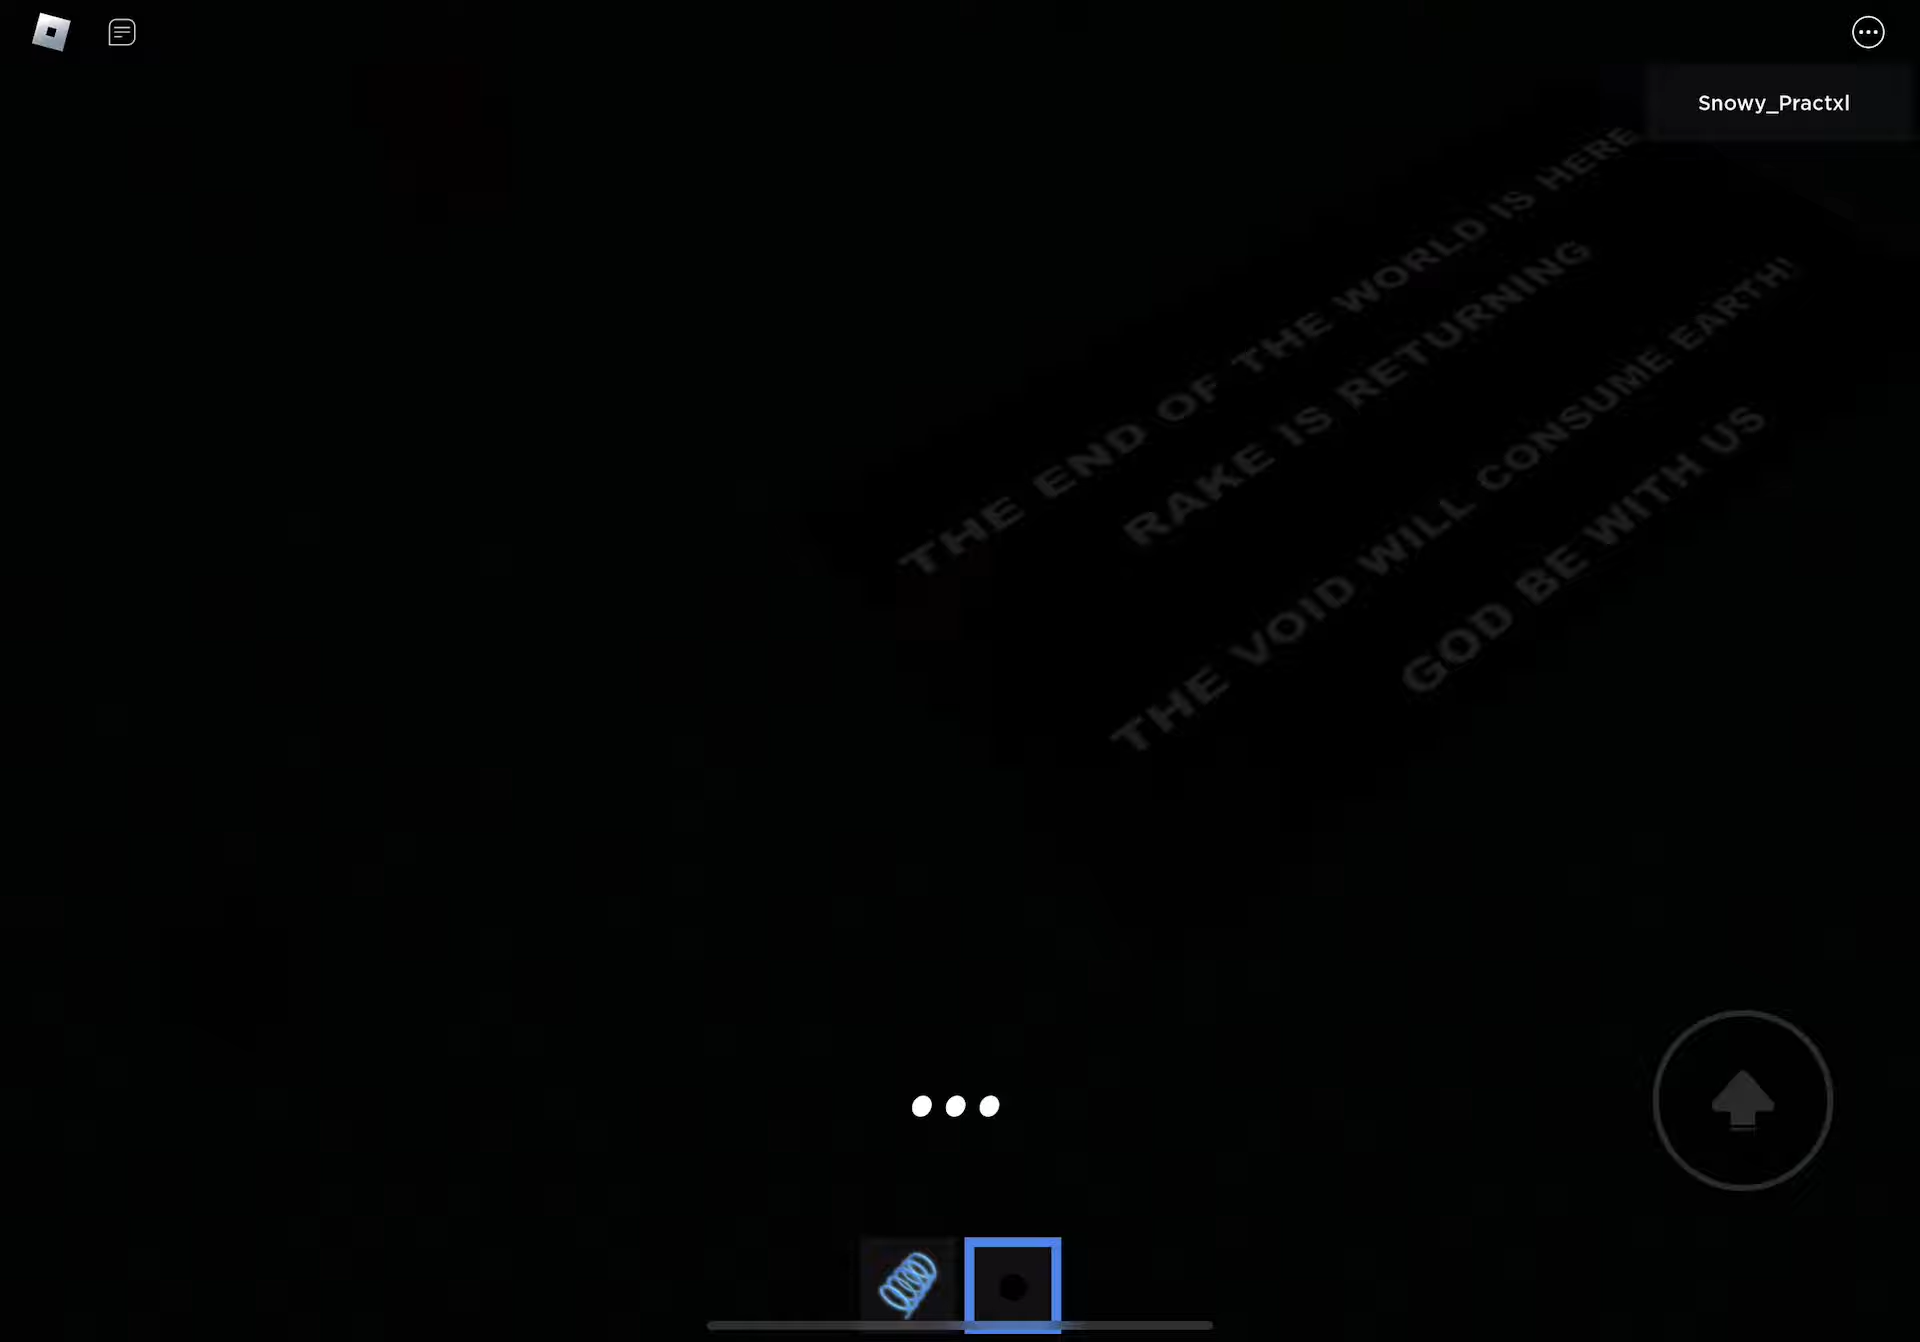 Snowy_Practxl
THE END OF THE WORLD IS HERE
RAKE IS RETURNING
THE VOID WILL CONSUME EARTH!
GOD BE WITH US